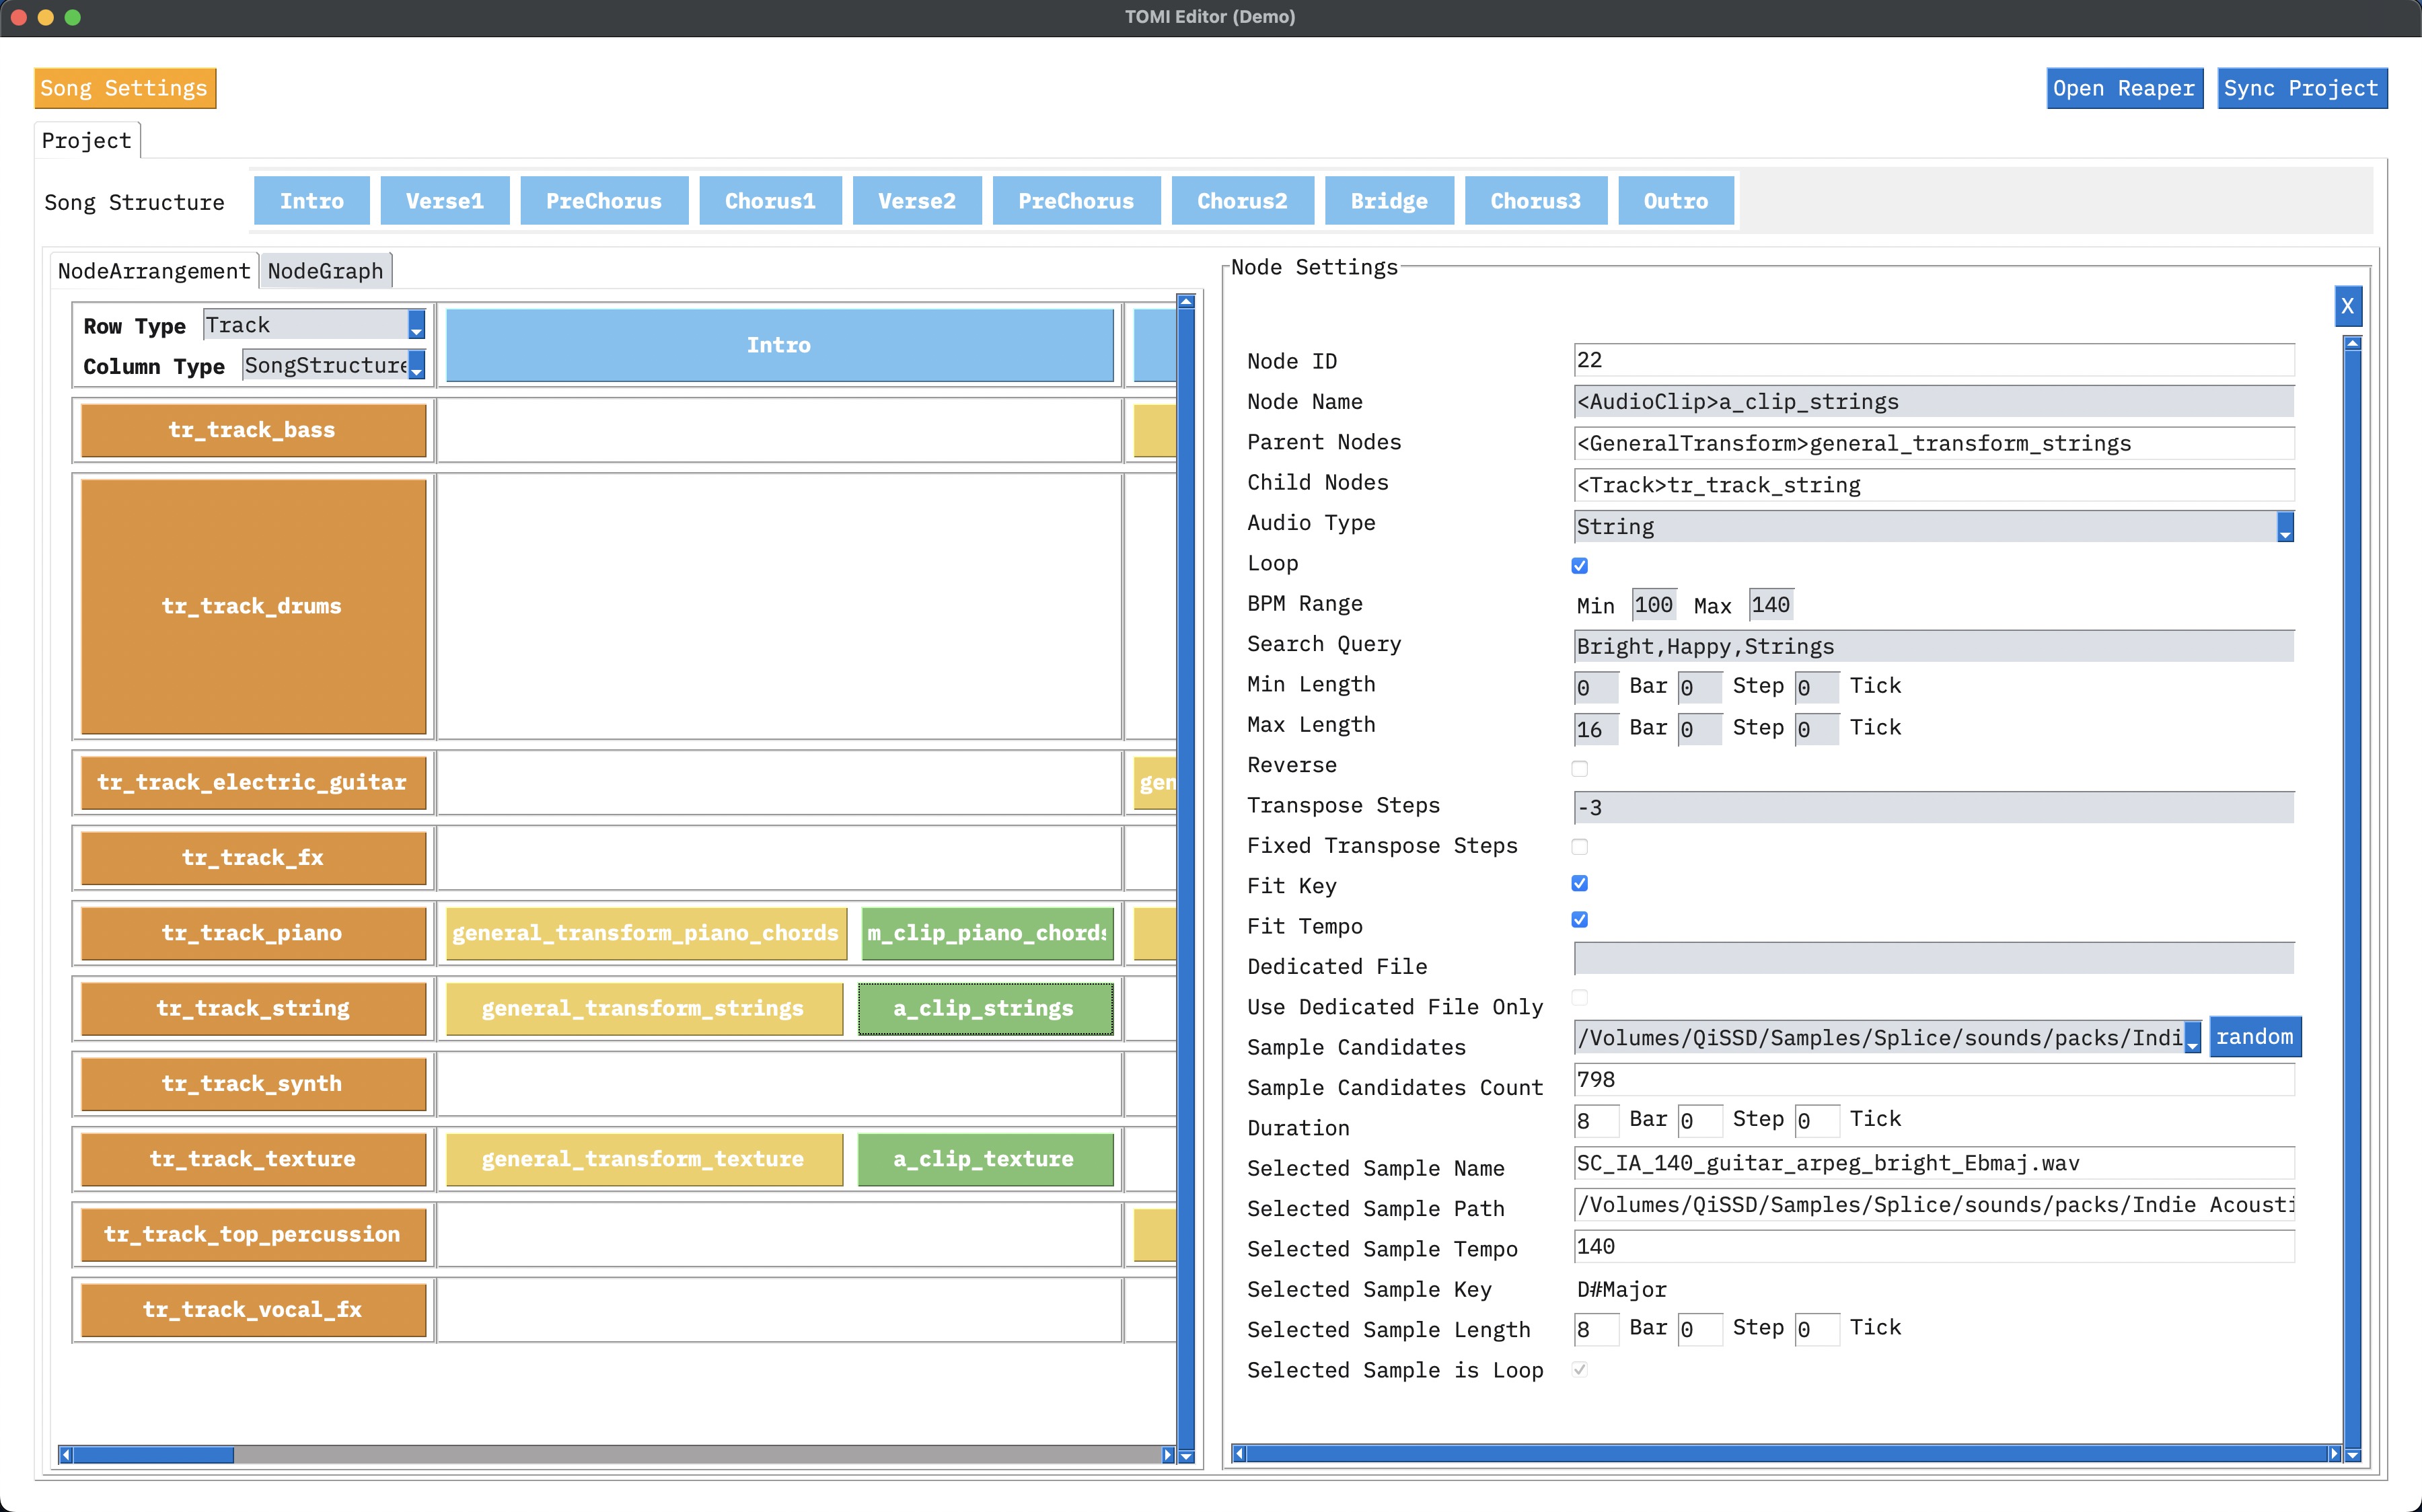 TOMI Editor (Demo)
Song Settings
Open Reaper
Sync Project
Project
Song Structure
Intro
Verse1
PreChorus
Chorus1
Verse2
PreChorus
Chorus2
Bridge
Chorus3
Outro
NodeArrangement
NodeGraph
Row Type Track
Column Type SongStructure
Intro
tr_track_bass
tr_track_drums
tr_track_electric_guitar
gen
tr_track_fx
tr_track_piano
general_transform_piano_chords
m_clip_piano_chords
tr_track_string
general_transform_strings
a_clip_strings
tr_track_synth
tr_track_texture
general_transform_texture
a_clip_texture
tr_track_top_percussion
tr_track_vocal_fx
Node Settings
X
Node ID 22
Node Name <AudioClip>a_clip_strings
Parent Nodes <GeneralTransform>general_transform_strings
Child Nodes <Track>tr_track_string
Audio Type String
Loop
BPM Range Min 100 Max 140
Search Query Bright,Happy,Strings
Min Length 0 Bar 0 Step 0 Tick
Max Length 16 Bar 0 Step 0 Tick
Reverse
Transpose Steps -3
Fixed Transpose Steps
Fit Key
Fit Tempo
Dedicated File
Use Dedicated File Only
Sample Candidates /Volumes/QiSSD/Samples/Splice/sounds/packs/Indi random
Sample Candidates Count 798
Duration 8 Bar 0 Step 0 Tick
Selected Sample Name SC_IA_140_guitar_arpeg_bright_Ebmaj.wav
Selected Sample Path /Volumes/QiSSD/Samples/Splice/sounds/packs/Indie Acousti
Selected Sample Tempo 140
Selected Sample Key D#Major
Selected Sample Length 8 Bar 0 Step 0 Tick
Selected Sample is Loop